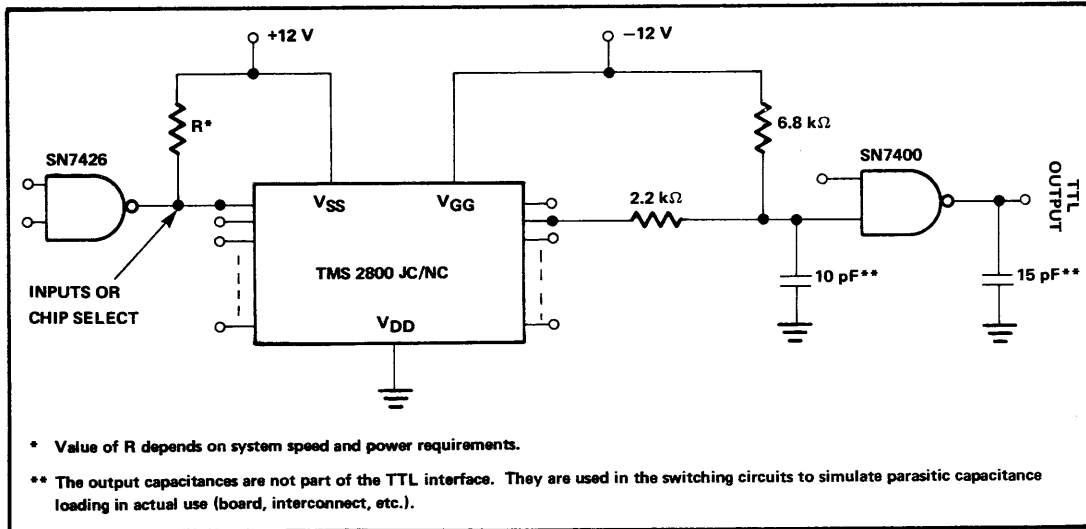 +12 V
−12 V
R*
6.8 kΩ
SN7426
SN7400
VSS
VGG
2.2 kΩ
TTL
OUTPUT
TMS 2800 JC/NC
10 pF**
15 pF**
INPUTS OR
CHIP SELECT
VDD
* Value of R depends on system speed and power requirements.
** The output capacitances are not part of the TTL interface. They are used in the switching circuits to simulate parasitic capacitance
loading in actual use (board, interconnect, etc.).